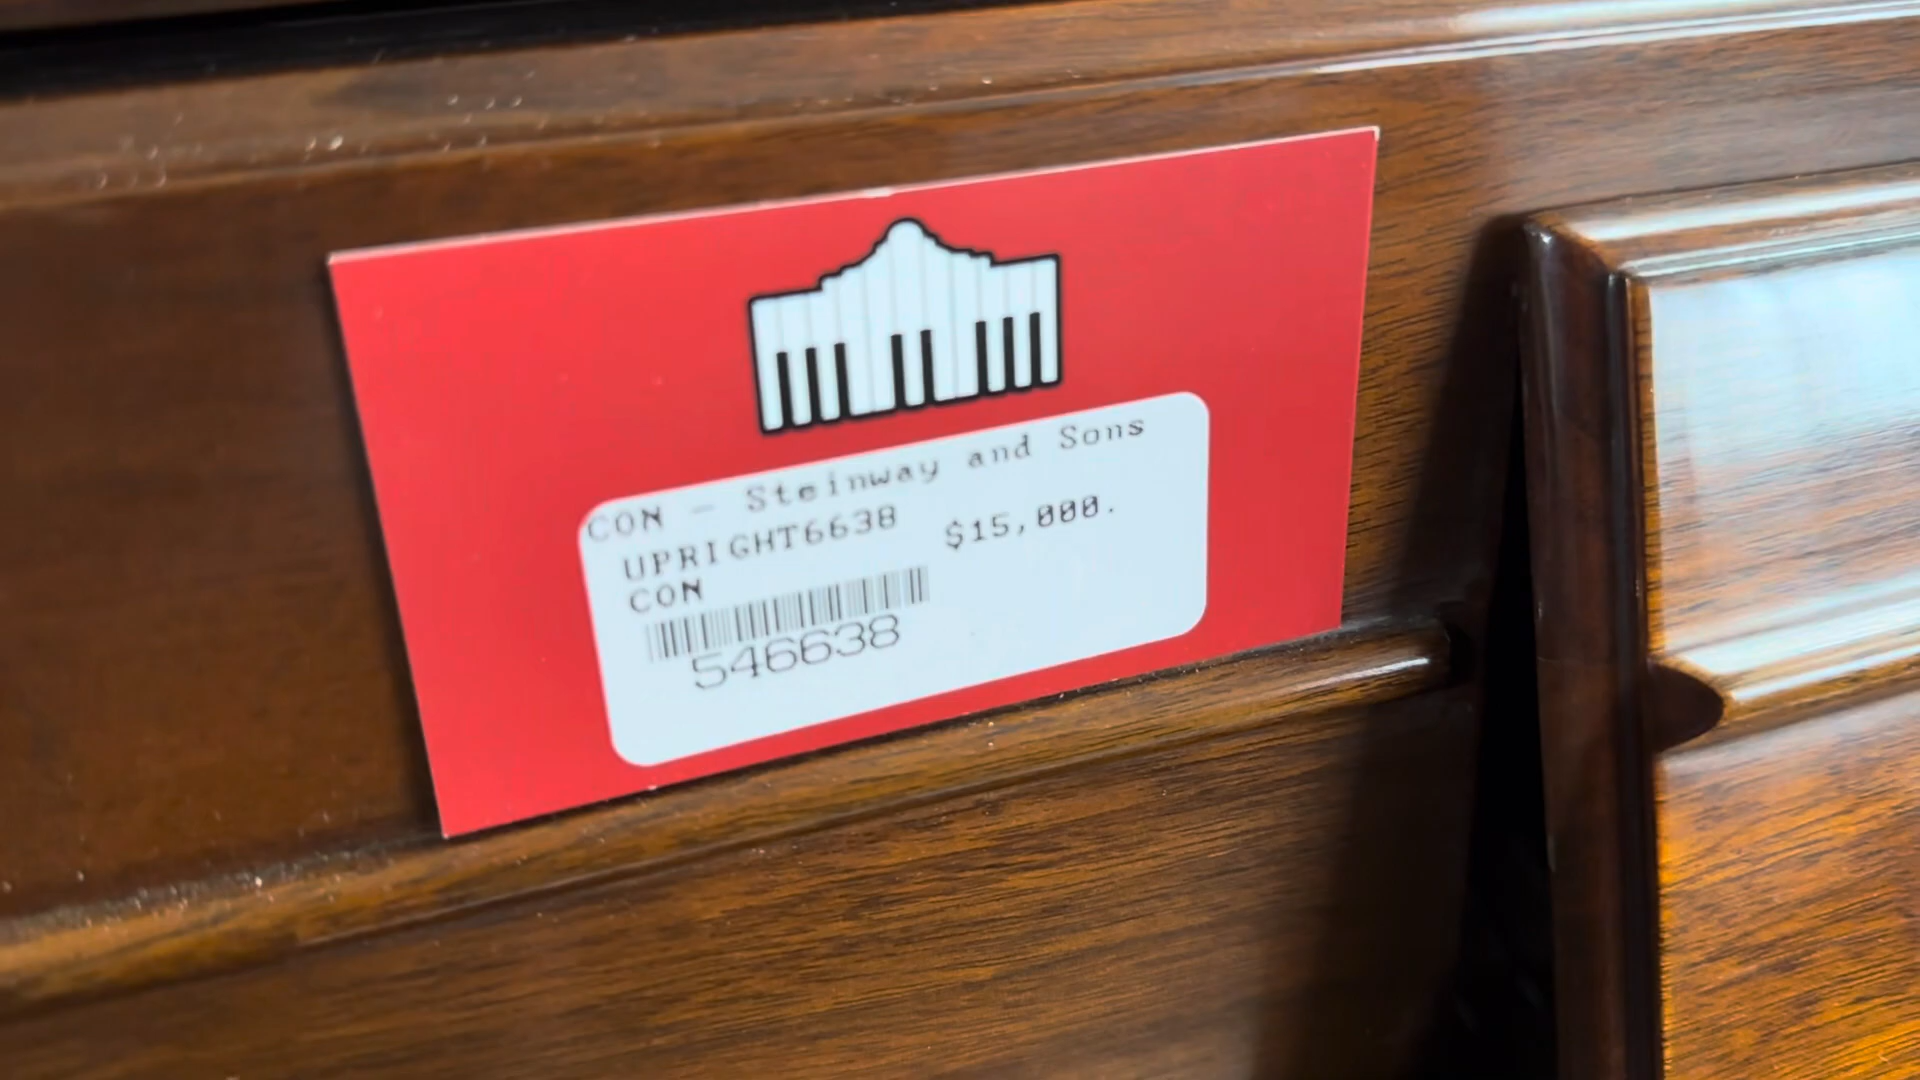 CON - Steinway and Sons
UPRIGHT6638 $15,000.
CON
546638